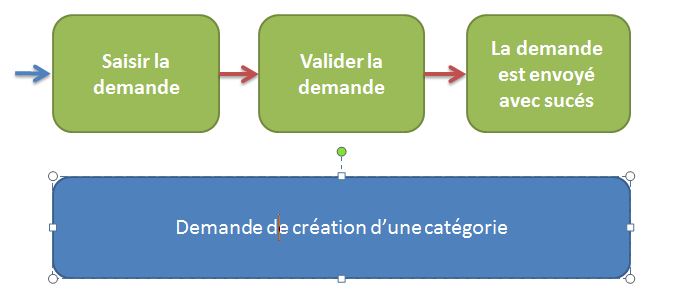 Saisir la
demande
Valider la
demande
La demande
est envoyé
avec sucés
Demande de création d’une catégorie